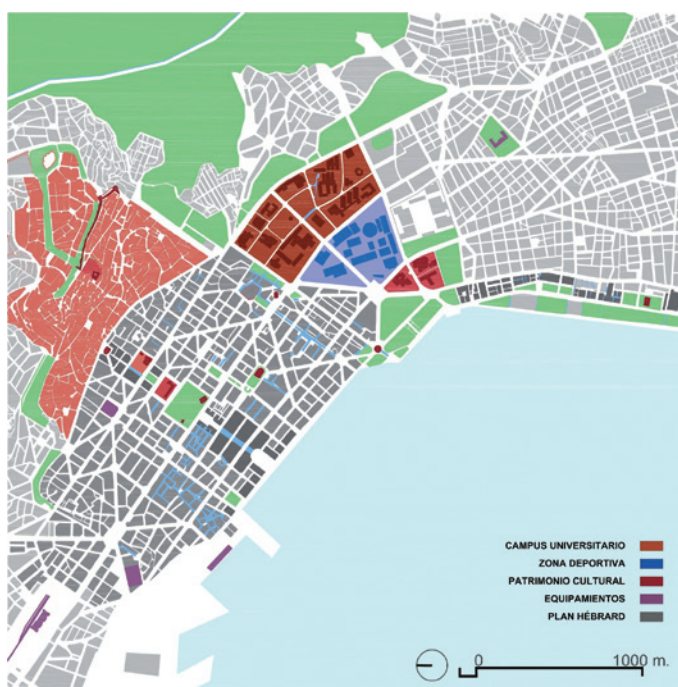 CAMPUS UNIVERSITARIO
ZONA DEPORTIVA
PATRIMONIO CULTURAL
EQUIPAMIENTOS
PLAN HÉBRARD
0 1000 m.